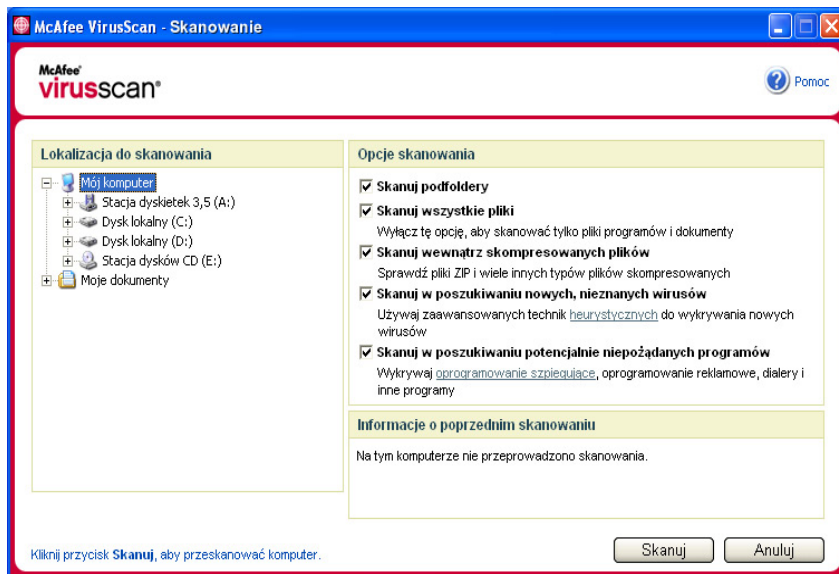 McAfee VirusScan - Skanowanie
McAfee®
virusscan®
Pomoc
Lokalizacja do skanowania
Mój komputer
Stacja dyskietek 3,5 (A:)
Dysk lokalny (C:)
Dysk lokalny (D:)
Stacja dysków CD (E:)
Moje dokumenty
Opcje skanowania
Skanuj podfoldery
Skanuj wszystkie pliki
Wyłącz tę opcję, aby skanować tylko pliki programów i dokumenty
Skanuj wewnątrz skompresowanych plików
Sprawdź pliki ZIP i wiele innych typów plików skompresowanych
Skanuj w poszukiwaniu nowych, nieznanych wirusów
Używaj zaawansowanych technik heurystycznych do wykrywania nowych
wirusów
Skanuj w poszukiwaniu potencjalnie niepożądanych programów
Wykrywaj oprogramowanie szpiegujące, oprogramowanie reklamowe, dialery i
inne programy
Informacje o poprzednim skanowaniu
Na tym komputerze nie przeprowadzono skanowania.
Kliknij przycisk Skanuj, aby przeskanować komputer.
Skanuj
Anuluj